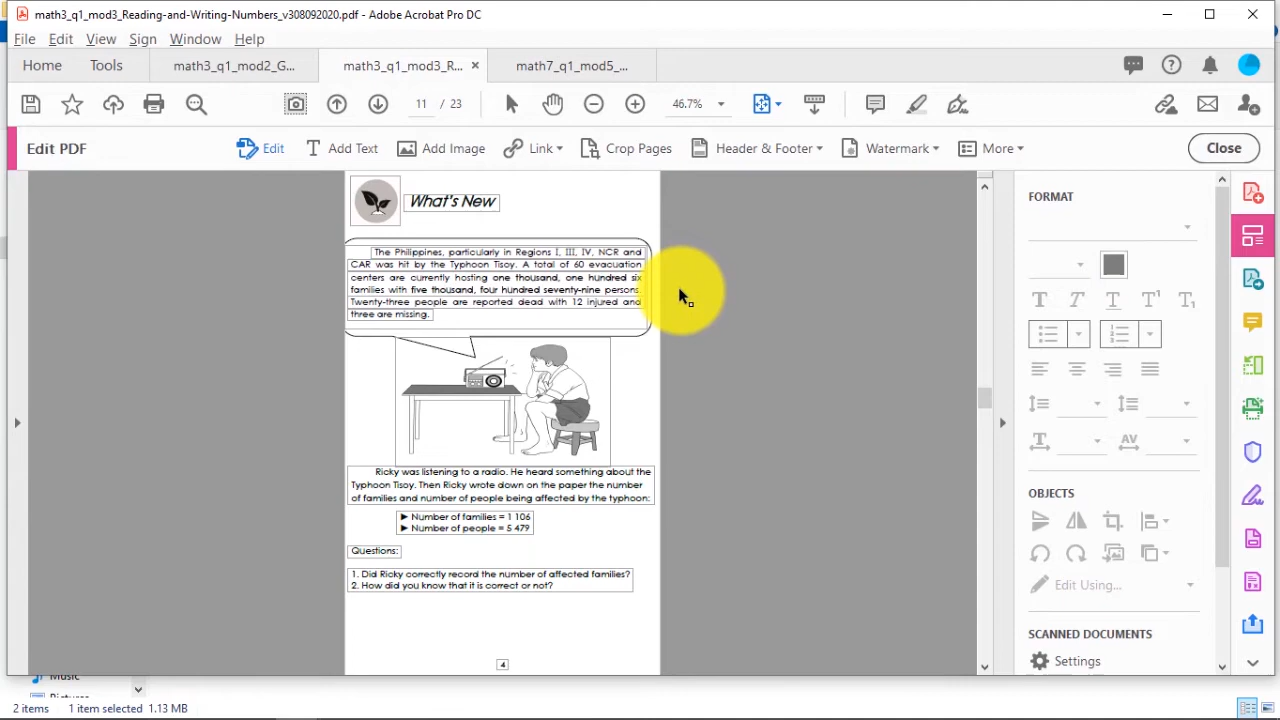 math3_q1_mod3_Reading-and-Writing-Numbers_v308092020.pdf - Adobe Acrobat Pro DC
File Edit View Sign Window Help
Home Tools math3_q1_mod2_G... math3_q1_mod3_R... × math7_q1_mod5_...
11 / 23 46.7%
Edit PDF Edit Add Text Add Image Link Crop Pages Header & Footer Watermark More Close
What's New
The Philippines, particularly in Regions I, III, IV, NCR and
CAR was hit by the Typhoon Tisoy. A total of 60 evacuation
centers are currently hosting one thousand, one hundred six
families with five thousand, four hundred seventy-nine persons.
Twenty-three people are reported dead with 12 injured and
three are missing.
Ricky was listening to a radio. He heard something about the
Typhoon Tisoy. Then Ricky wrote down on the paper the number
of families and number of people being affected by the typhoon:
► Number of families = 1 106
► Number of people = 5 479
Questions:
1. Did Ricky correctly record the number of affected families?
2. How did you know that it is correct or not?
4
FORMAT
OBJECTS
Edit Using...
SCANNED DOCUMENTS
Settings
Music
2 items 1 item selected 1.13 MB